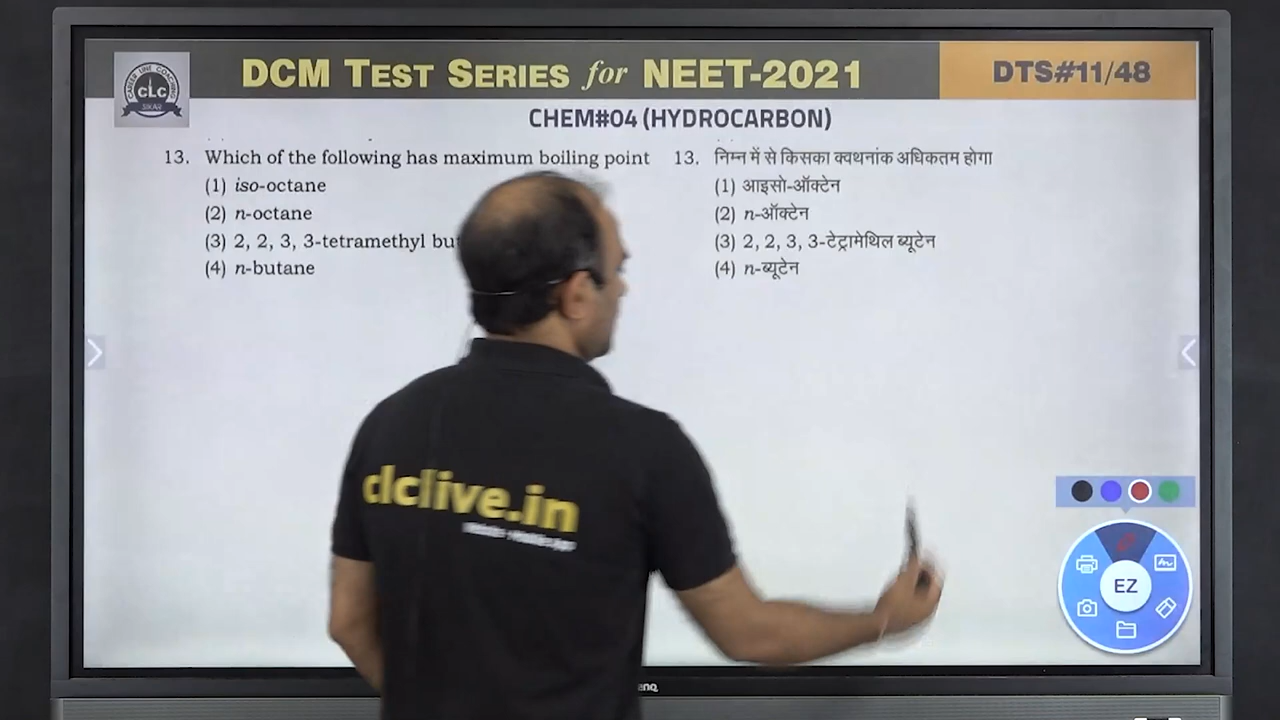 DCM TEST SERIES for NEET-2021
DTS#11/48
CLC
SIKAR
CHEM#04 (HYDROCARBON)
13. Which of the following has maximum boiling point
(1) iso-octane
(2) n-octane
(3) 2, 2, 3, 3-tetramethyl bu
(4) n-butane
13. निम्न में से किसका क्वथनांक अधिकतम होगा
(1) आइसो-ऑक्टेन
(2) n-ऑक्टेन
(3) 2, 2, 3, 3-टेट्रामेथिल ब्यूटेन
(4) n-ब्यूटेन
clclive.in
EZ